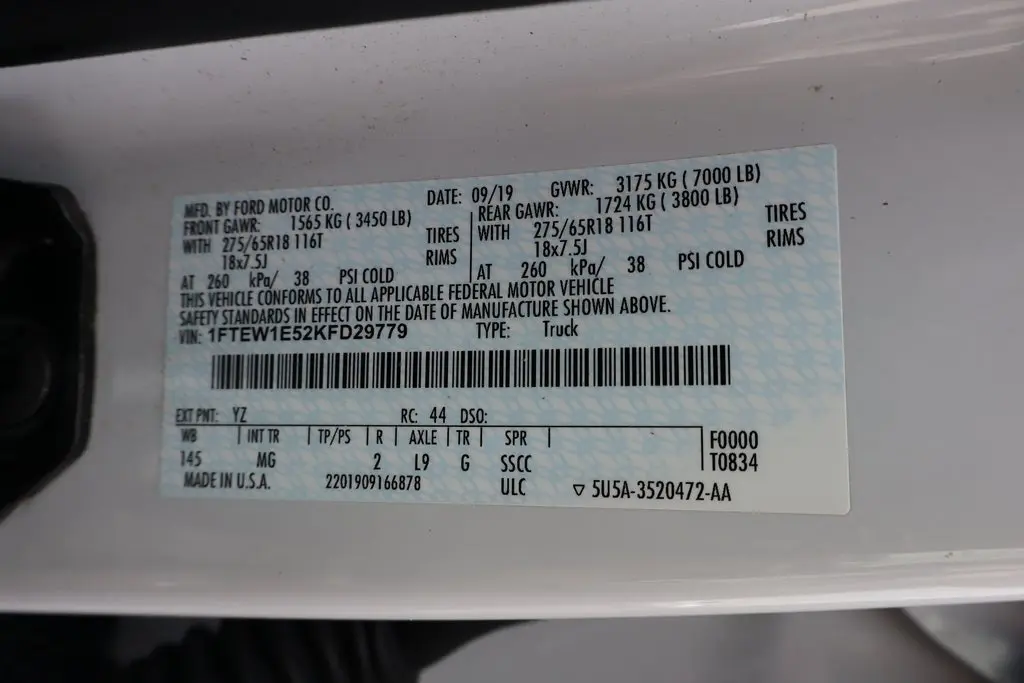 MFD. BY FORD MOTOR CO. DATE: 09/19 GVWR: 3175 KG ( 7000 LB)
FRONT GAWR: 1565 KG ( 3450 LB) REAR GAWR: 1724 KG ( 3800 LB)
WITH 275/65R18 116T TIRES WITH 275/65R18 116T TIRES
18x7.5J RIMS 18x7.5J RIMS
AT 260 kPa/ 38 PSI COLD AT 260 kPa/ 38 PSI COLD
THIS VEHICLE CONFORMS TO ALL APPLICABLE FEDERAL MOTOR VEHICLE
SAFETY STANDARDS IN EFFECT ON THE DATE OF MANUFACTURE SHOWN ABOVE.
VIN: 1FTEW1E52KFD29779 TYPE: Truck
EXT PNT: YZ RC: 44 DSO:
WB INT TR TP/PS R AXLE TR SPR F0000
145 MG 2 L9 G SSCC T0834
MADE IN U.S.A. 2201909166878 ULC ▽ 5U5A-3520472-AA